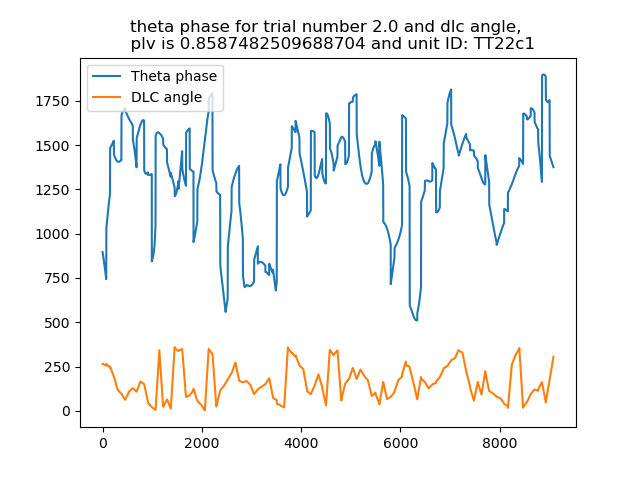 theta phase for trial number 2.0 and dlc angle,
plv is 0.8587482509688704 and unit ID: TT22c1
Theta phase
DLC angle
1750
1500
1250
1000
750
500
250
0
0 2000 4000 6000 8000